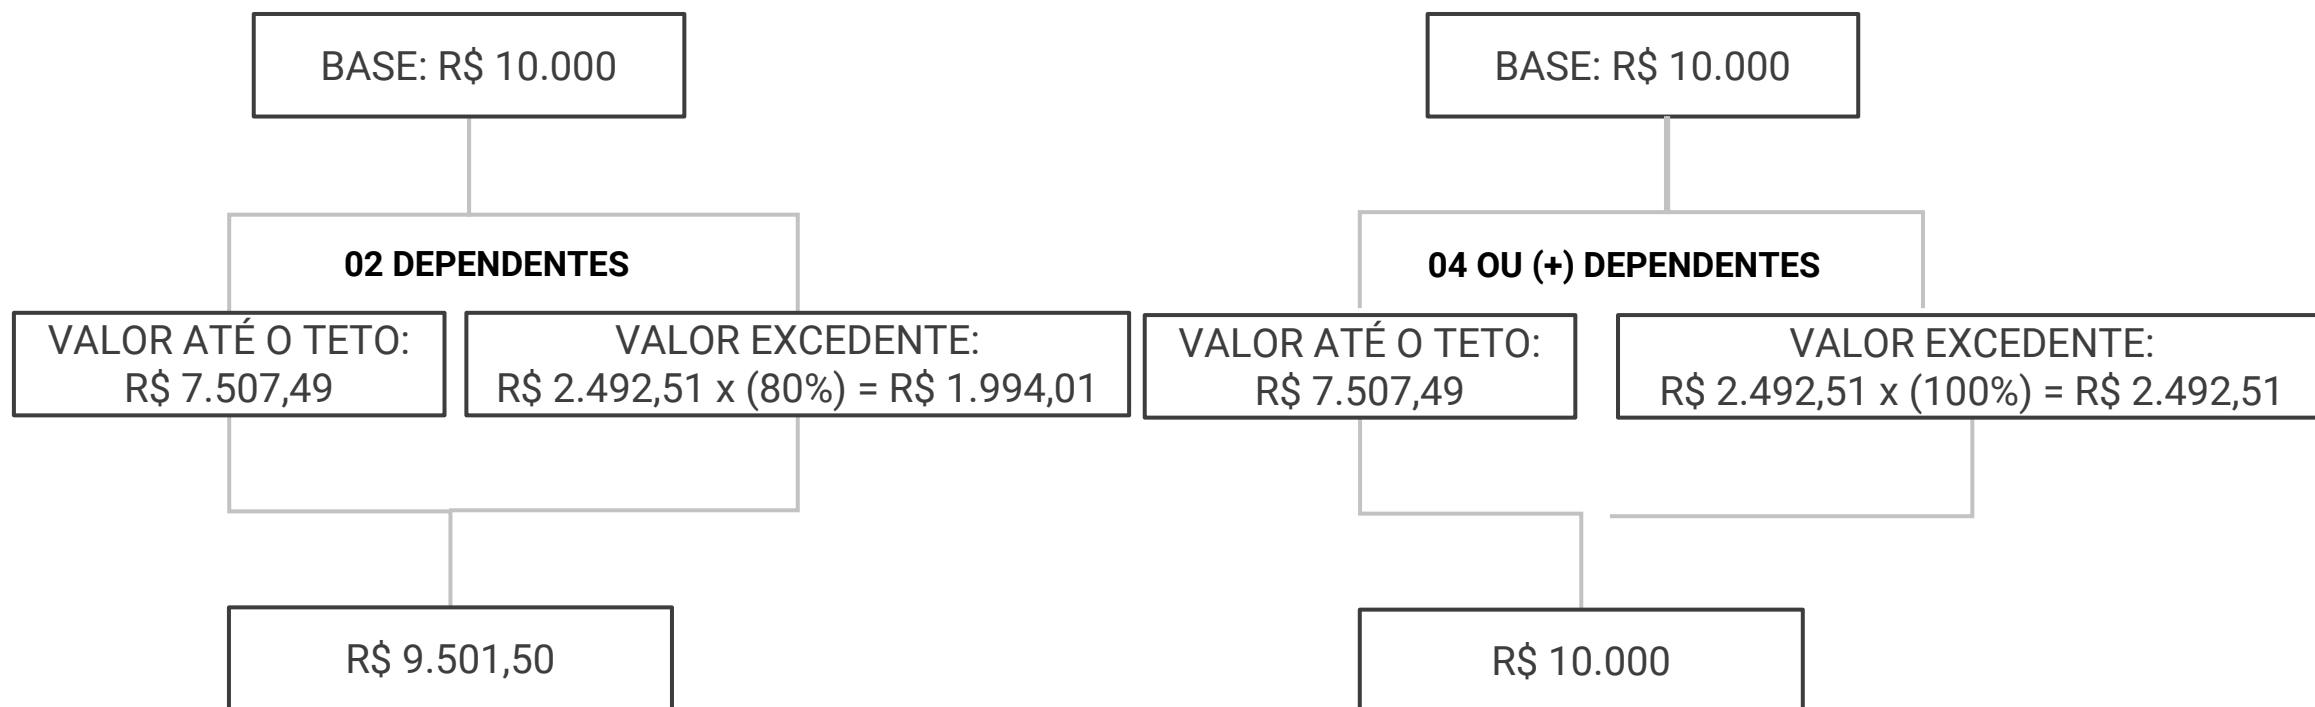 BASE: R$ 10.000
02 DEPENDENTES
VALOR ATÉ O TETO:
R$ 7.507,49
VALOR EXCEDENTE:
R$ 2.492,51 x (80%) = R$ 1.994,01
R$ 9.501,50
BASE: R$ 10.000
04 OU (+) DEPENDENTES
VALOR ATÉ O TETO:
R$ 7.507,49
VALOR EXCEDENTE:
R$ 2.492,51 x (100%) = R$ 2.492,51
R$ 10.000